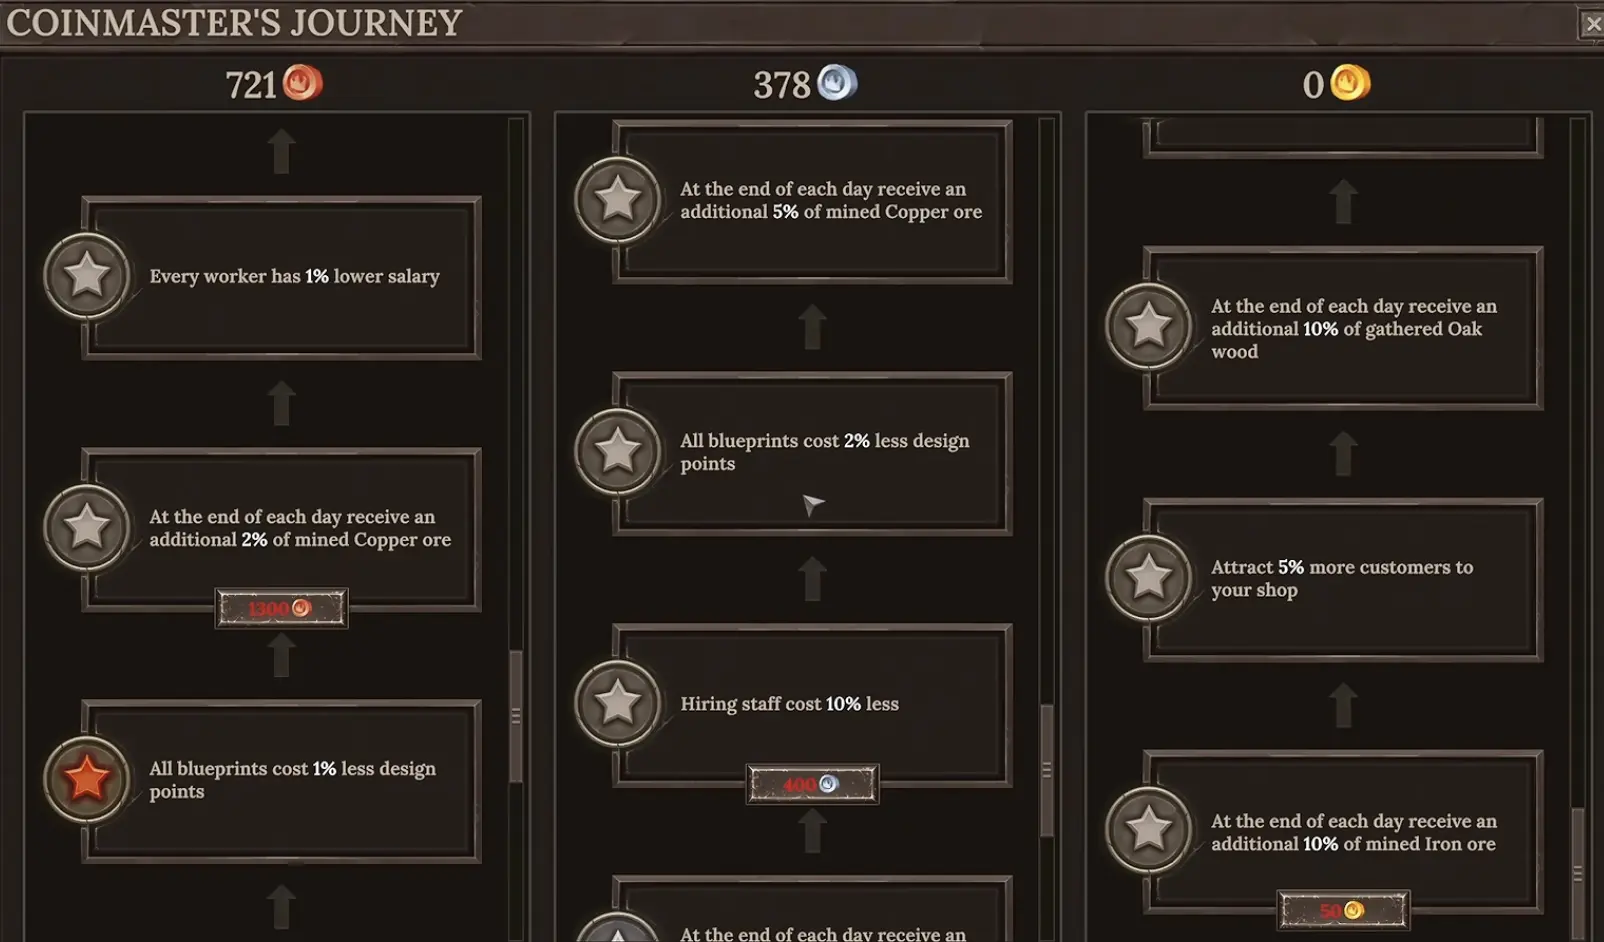 COINMASTER'S JOURNEY
721
378
0
Every worker has 1% lower salary
At the end of each day receive an
additional 2% of mined Copper ore
1300
All blueprints cost 1% less design
points
At the end of each day receive an
additional 5% of mined Copper ore
All blueprints cost 2% less design
points
Hiring staff cost 10% less
400
At the end of each day receive an
At the end of each day receive an
additional 10% of gathered Oak
wood
Attract 5% more customers to
your shop
At the end of each day receive an
additional 10% of mined Iron ore
50